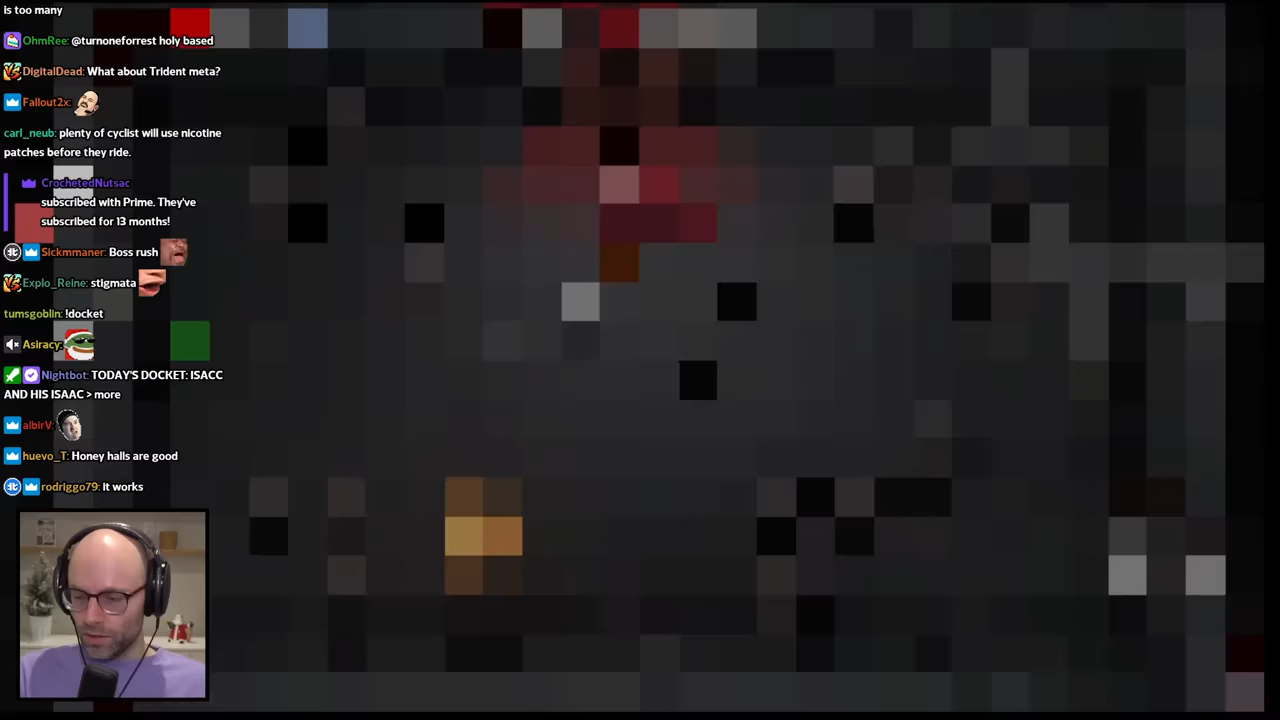 is too many
OhmRee: @turnoneforrest holy based
DigitalDead: What about Trident meta?
Fallout2x:
carl_neub: plenty of cyclist will use nicotine
patches before they ride.
CrochetedNutsac
subscribed with Prime. They've
subscribed for 13 months!
Sickmmaner: Boss rush
Explo_Reine: stigmata
tumsgoblin: !docket
Asiracy:
Nightbot: TODAY'S DOCKET: ISACC
AND HIS ISAAC > more
albirV:
huevo_T: Honey halls are good
rodriggo79: it works